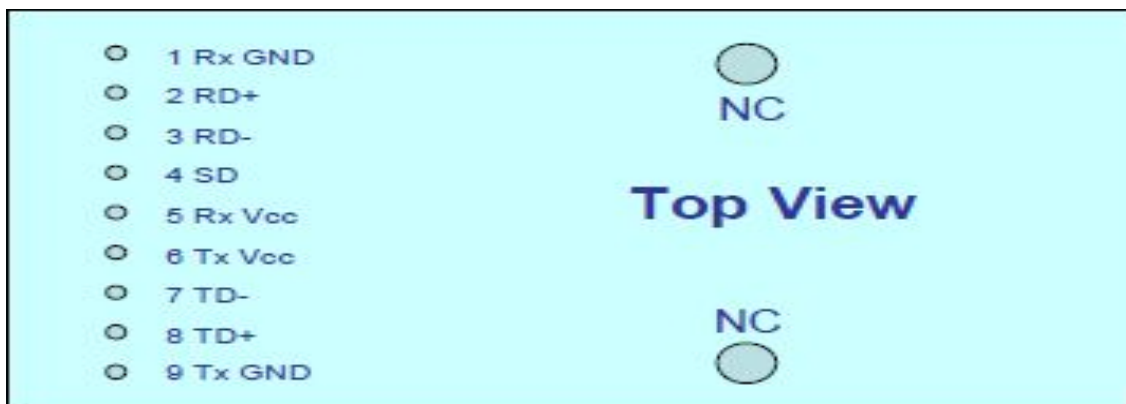 1 Rx GND
2 RD+
3 RD-
4 SD
5 Rx Vcc
6 Tx Vcc
7 TD-
8 TD+
9 Tx GND
NC
Top View
NC